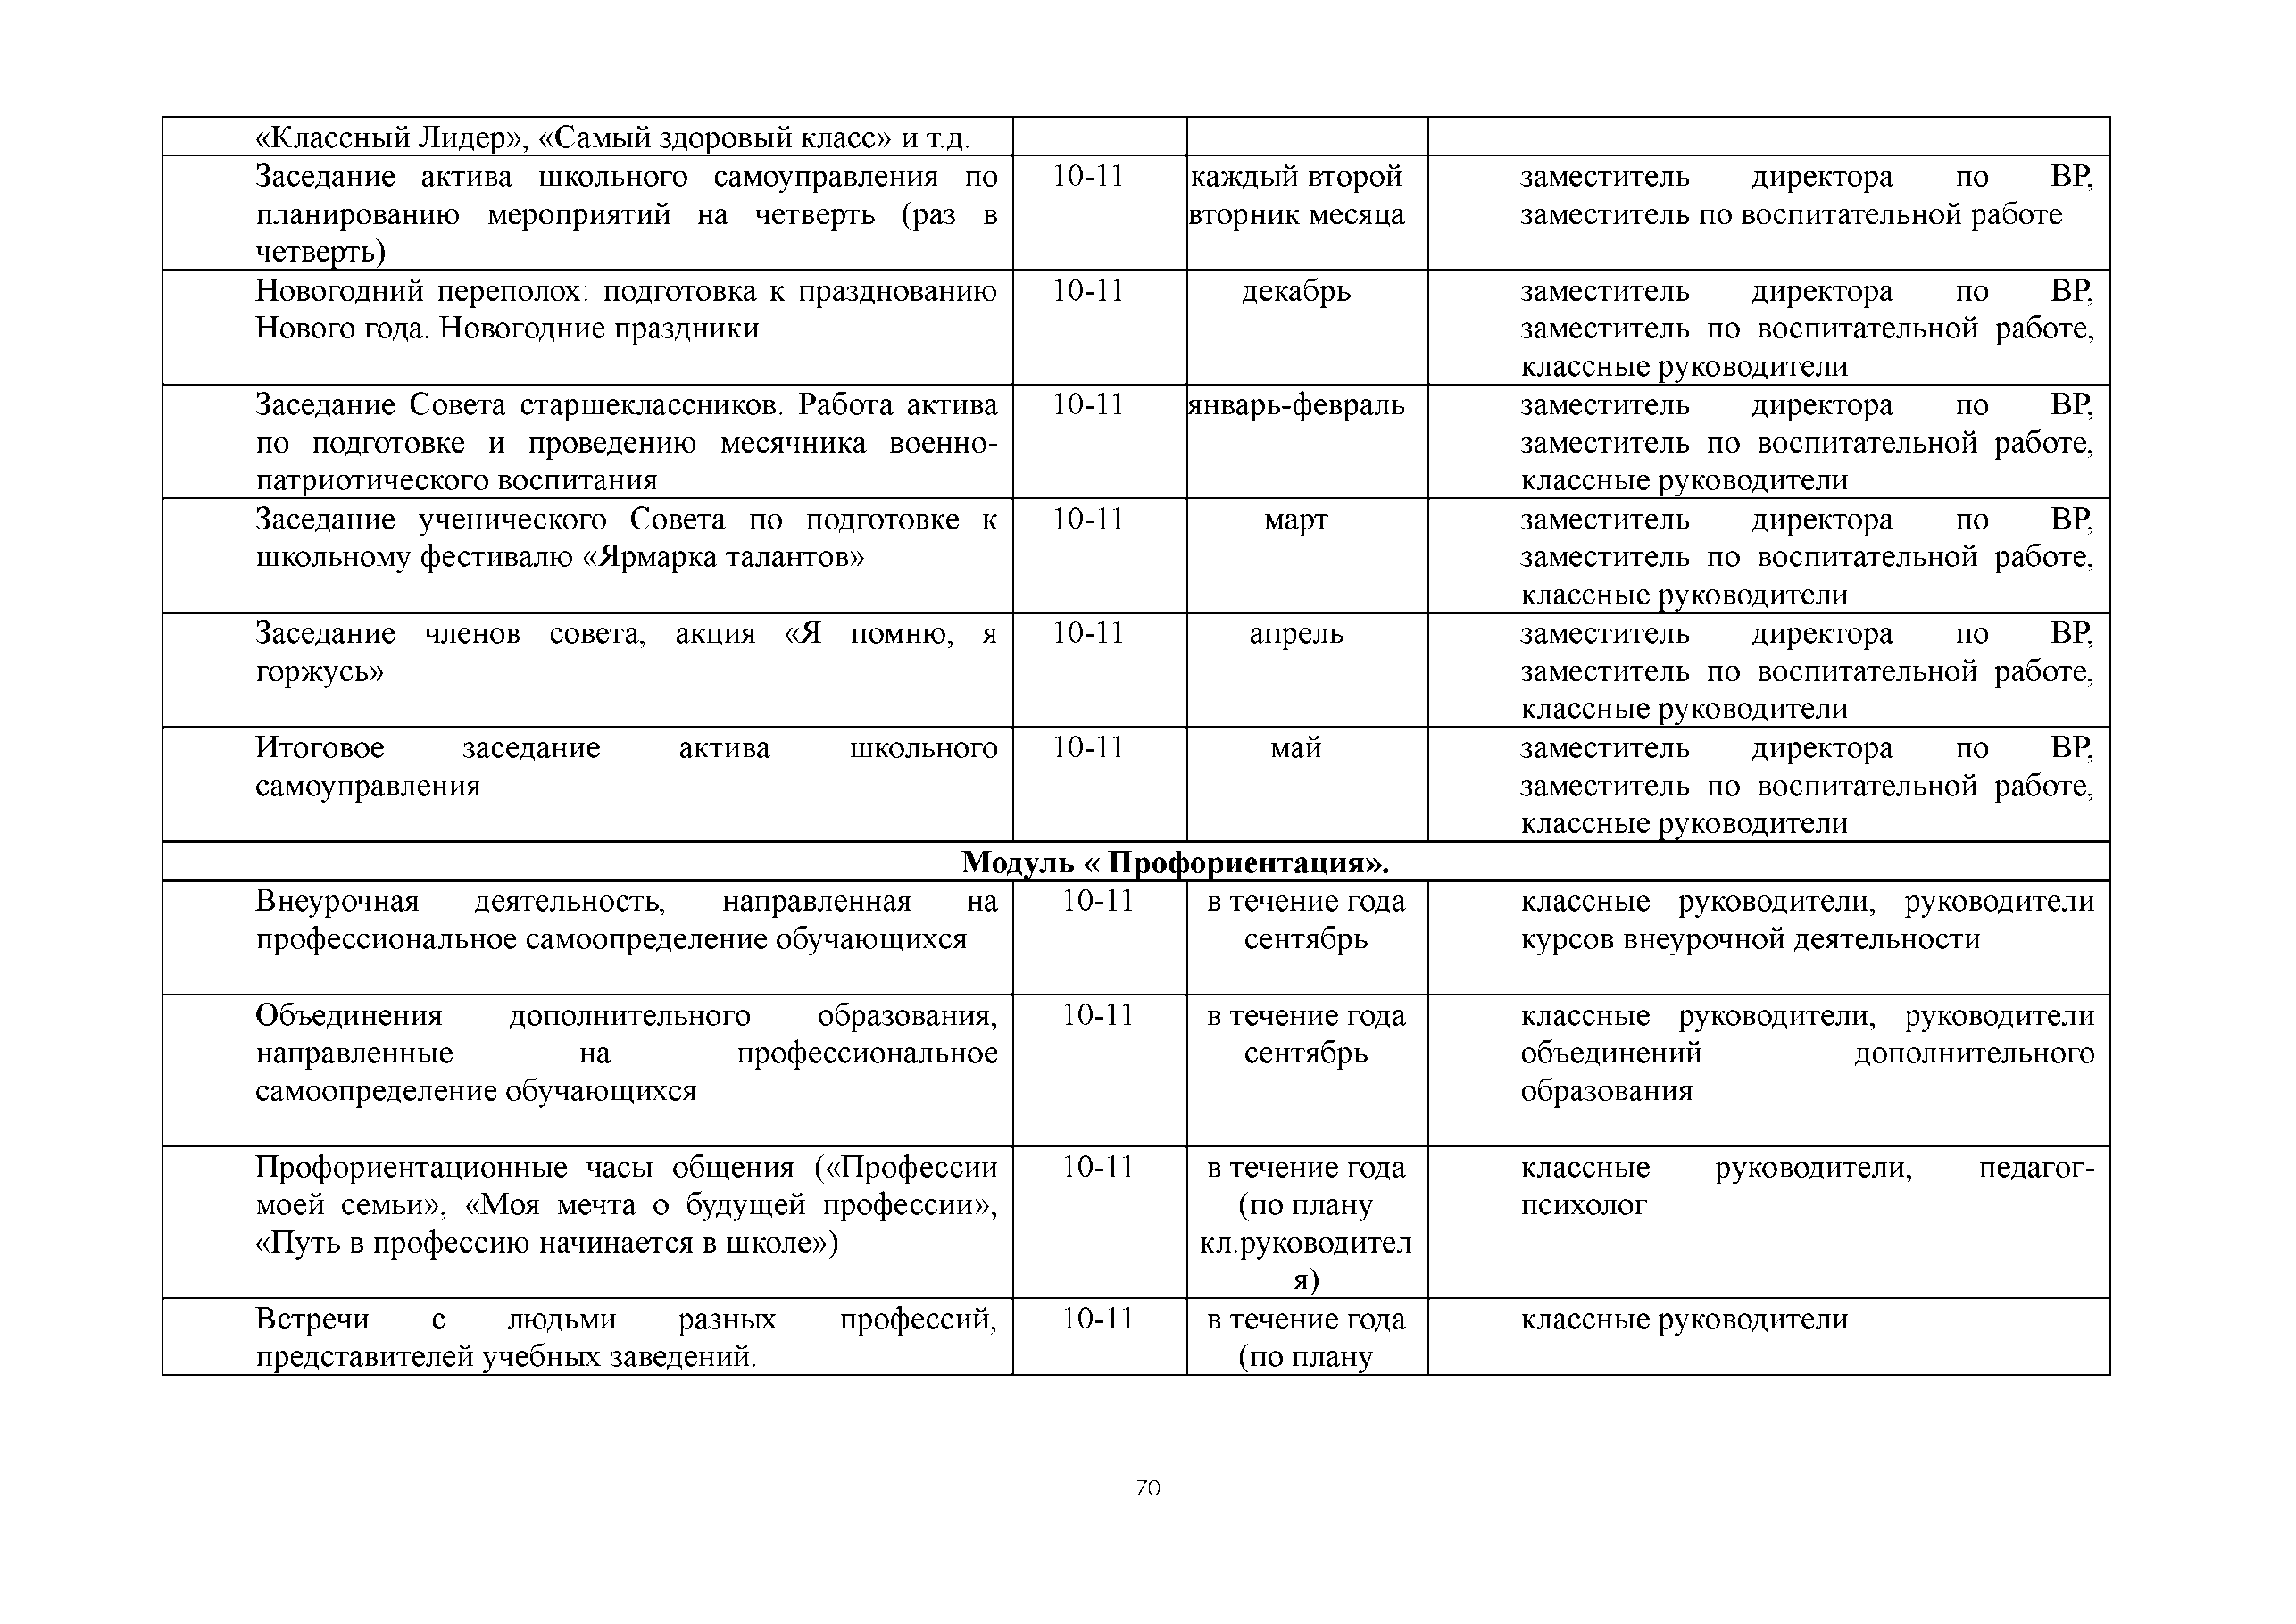 «Классный Лидер», «Самый здоровый класс» и т.д.
Заседание актива школьного самоуправления по
планированию мероприятий на четверть (раз в
четверть)
10-11
каждый второй
вторник месяца
заместитель директора по ВР,
заместитель по воспитательной работе
Новогодний переполох: подготовка к празднованию
Нового года. Новогодние праздники
10-11
декабрь
заместитель директора по ВР,
заместитель по воспитательной работе,
классные руководители
Заседание Совета старшеклассников. Работа актива
по подготовке и проведению месячника военно-
патриотического воспитания
10-11
январь-февраль
заместитель директора по ВР,
заместитель по воспитательной работе,
классные руководители
Заседание ученического Совета по подготовке к
школьному фестивалю «Ярмарка талантов»
10-11
март
заместитель директора по ВР,
заместитель по воспитательной работе,
классные руководители
Заседание членов совета, акция «Я помню, я
горжусь»
10-11
апрель
заместитель директора по ВР,
заместитель по воспитательной работе,
классные руководители
Итоговое заседание актива школьного
самоуправления
10-11
май
заместитель директора по ВР,
заместитель по воспитательной работе,
классные руководители
Модуль « Профориентация».
Внеурочная деятельность, направленная на
профессиональное самоопределение обучающихся
10-11
в течение года
сентябрь
классные руководители, руководители
курсов внеурочной деятельности
Объединения дополнительного образования,
направленные на профессиональное
самоопределение обучающихся
10-11
в течение года
сентябрь
классные руководители, руководители
объединений дополнительного
образования
Профориентационные часы общения («Профессии
моей семьи», «Моя мечта о будущей профессии»,
«Путь в профессию начинается в школе»)
10-11
в течение года
(по плану
кл.руководител
я)
классные руководители, педагог-
психолог
Встречи с людьми разных профессий,
представителей учебных заведений.
10-11
в течение года
(по плану
классные руководители
70